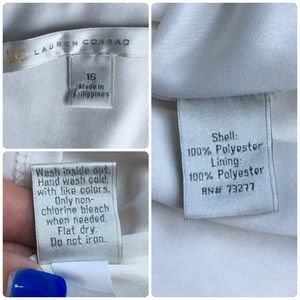 LC LAUREN CONRAD
16
Made in
Philippines
Shell:
100% Polyester
Lining:
100% Polyester
RN# 73277
Wash inside out.
Hand wash cold,
with like colors.
Only non-
chlorine bleach
when needed.
Flat dry.
Do not iron.